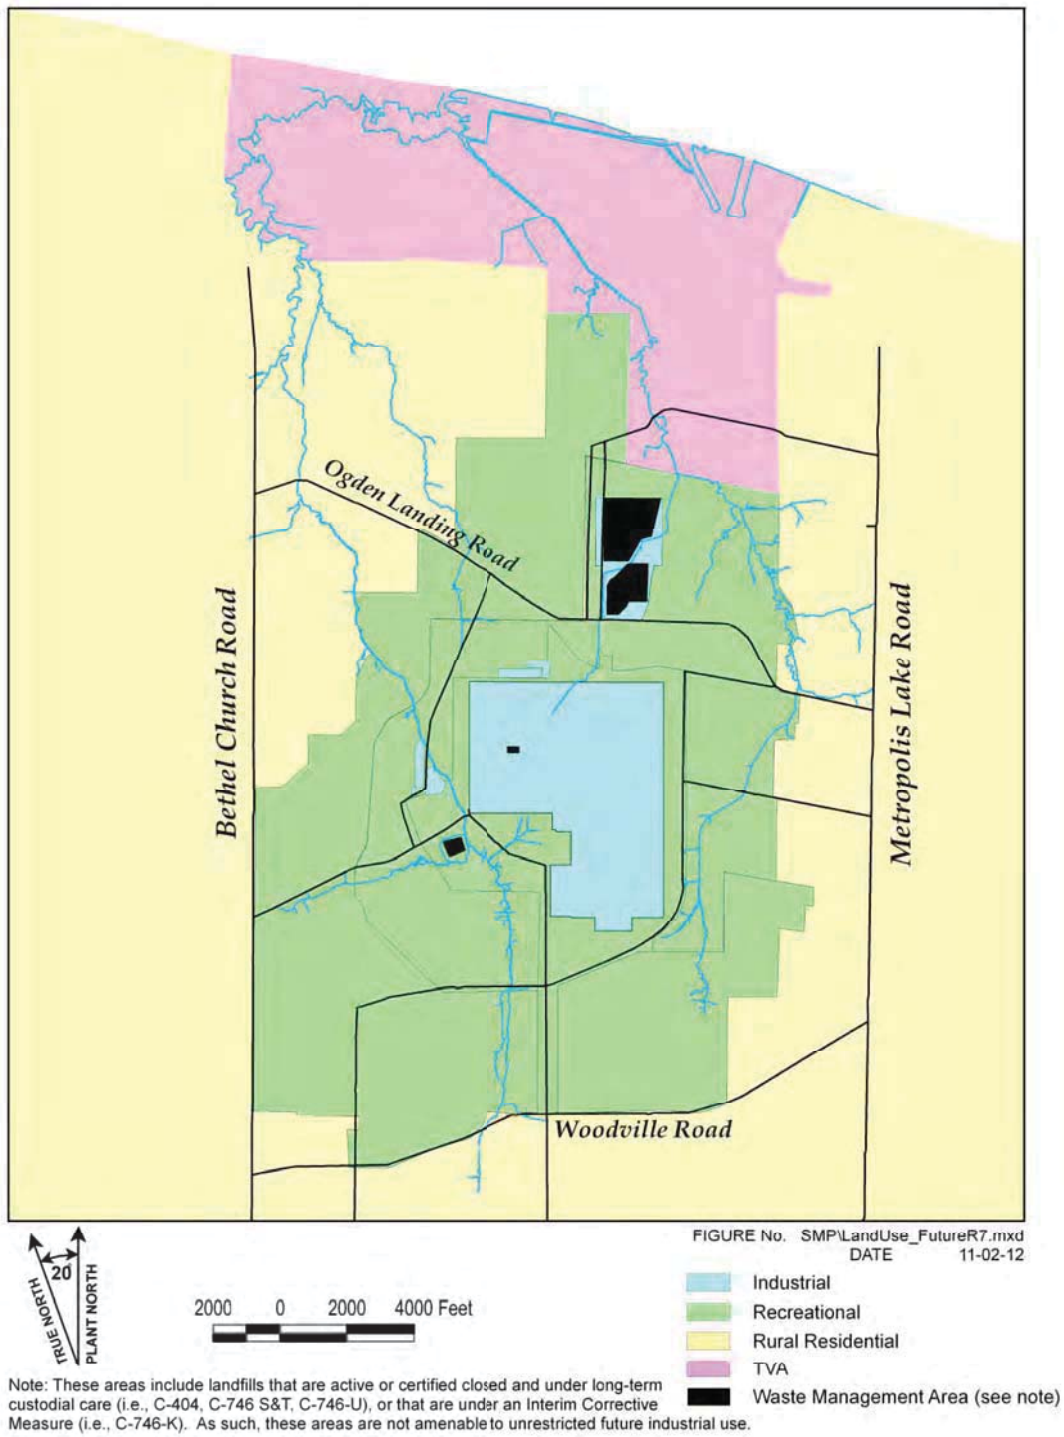 Ogden Landing Road
Bethel Church Road
Metropolis Lake Road
Woodville Road
FIGURE No. SMP\LandUse_FutureR7.mxd
DATE 11-02-12
20
TRUE NORTH
PLANT NORTH
2000 0 2000 4000 Feet
Industrial
Recreational
Rural Residential
TVA
Waste Management Area (see note)
Note: These areas include landfills that are active or certified closed and under long-term
custodial care (i.e., C-404, C-746 S&T, C-746-U), or that are under an Interim Corrective
Measure (i.e., C-746-K). As such, these areas are not amenable to unrestricted future industrial use.